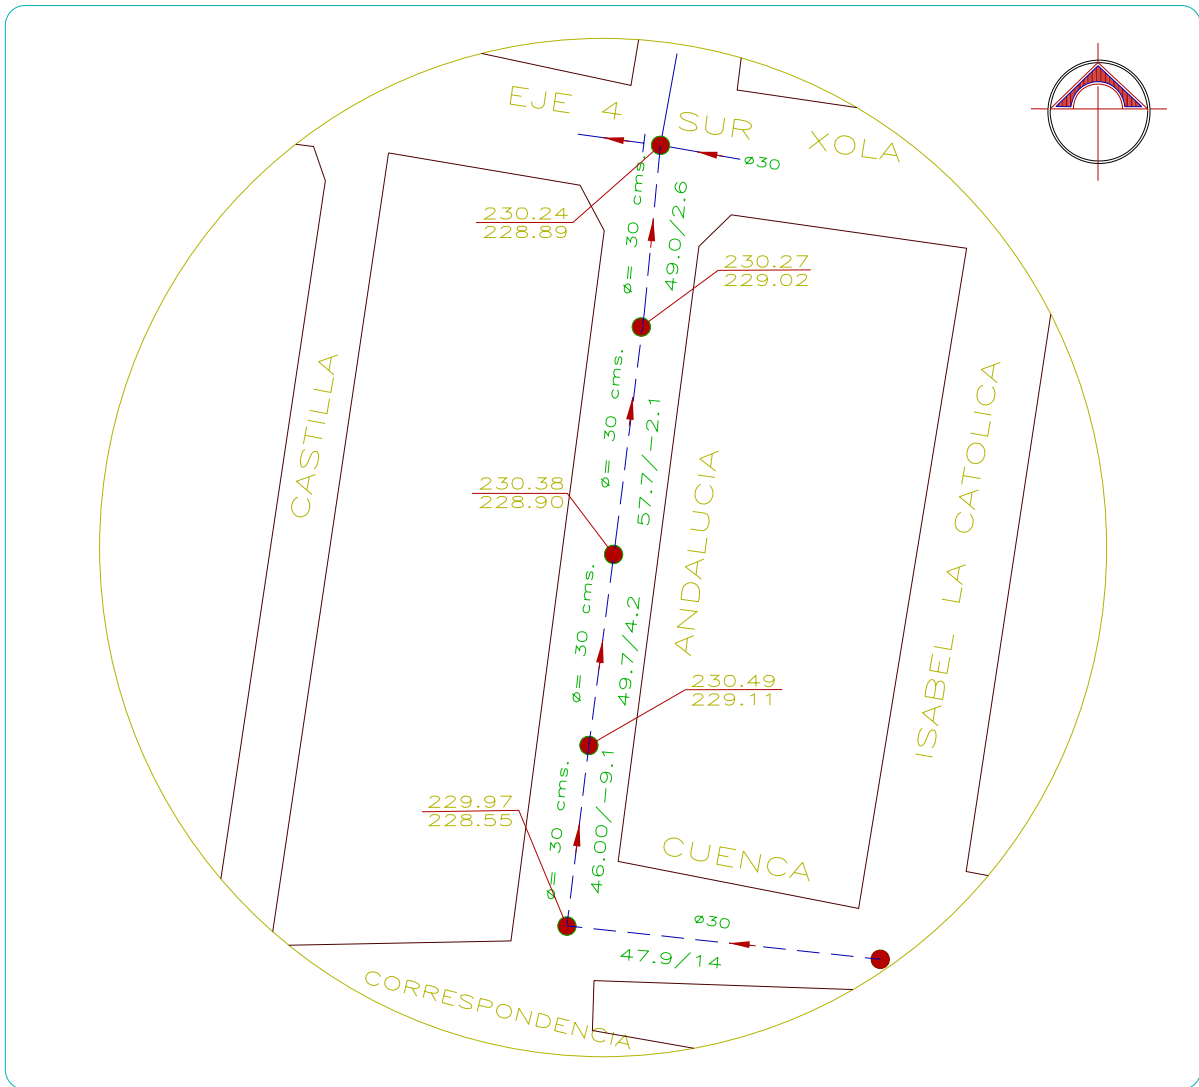 EJE 4 SUR XOLA
ø30
ø= 30 cms.
49.0/2.6
230.24
228.89
230.27
229.02
CASTILLA
ø= 30 cms.
57.7/-2.1
230.38
228.90
ANDALUCIA
ISABEL LA CATOLICA
ø= 30 cms.
49.7/4.2
230.49
229.11
ø= 30 cms.
46.00/-9.1
229.97
228.55
CUENCA
ø30
47.9/14
CORRESPONDENCIA